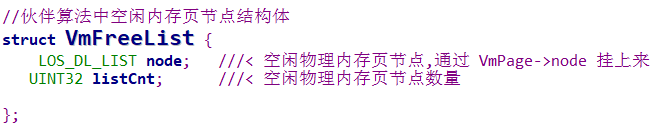 //伙伴算法中空闲内存页节点结构体
struct VmFreeList {
LOS_DL_LIST node; ///< 空闲物理内存页节点,通过 VmPage->node 挂上来
UINT32 listCnt; ///< 空闲物理内存页节点数量
};